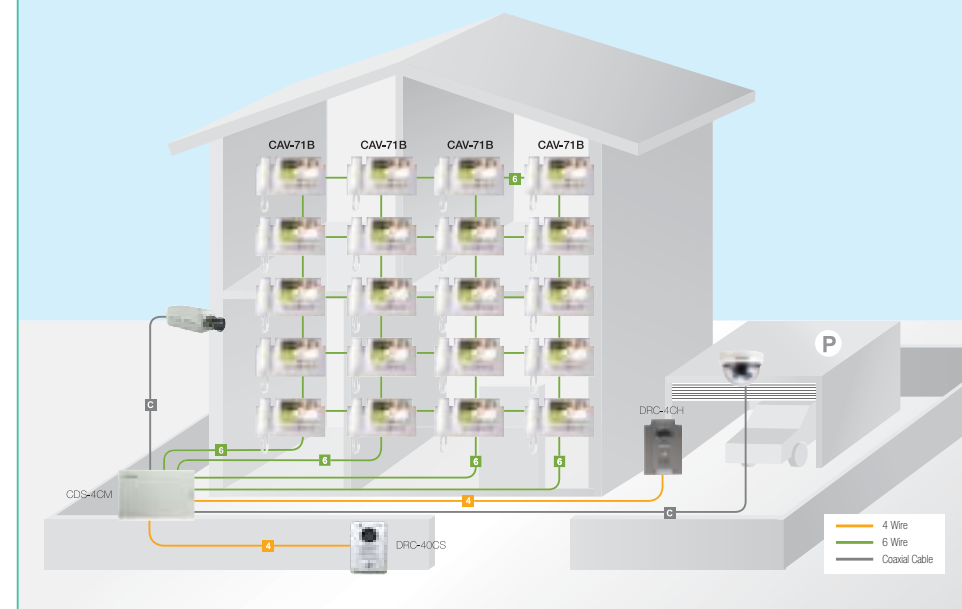 CAV-71B CAV-71B CAV-71B CAV-71B
6
P
C
DRC-4CH
6
6
6
6
CDS-4CM
4
C
4
DRC-40CS
4 Wire
6 Wire
Coaxial Cable